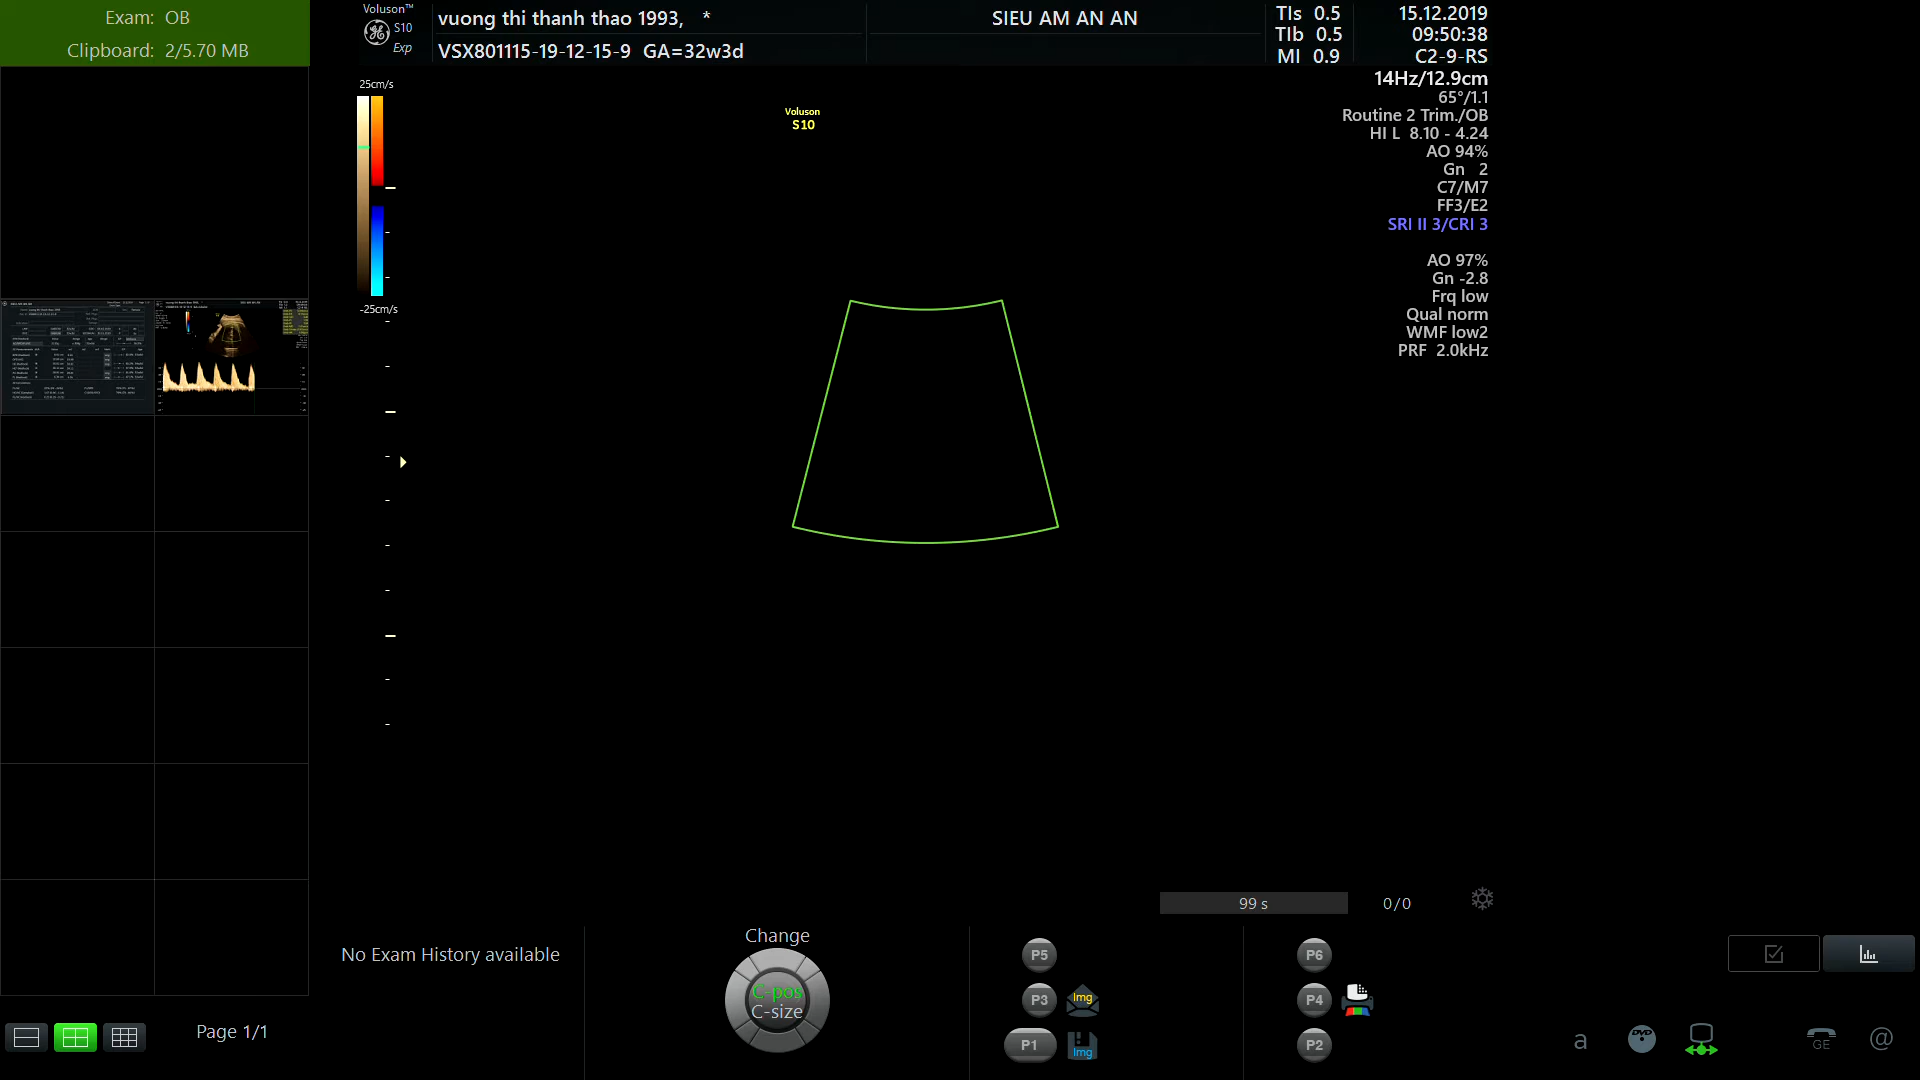 Exam: OB
Clipboard: 2/5.70 MB
Voluson™
S10
Exp
vuong thi thanh thao 1993, *
VSX801115-19-12-15-9 GA=32w3d
SIEU AM AN AN
TIs 0.5
TIb 0.5
MI 0.9
15.12.2019
09:50:38
C2-9-RS
14Hz/12.9cm
65°/1.1
Routine 2 Trim./OB
HI L 8.10 - 4.24
AO 94%
Gn 2
C7/M7
FF3/E2
SRI II 3/CRI 3
AO 97%
Gn -2.8
Frq low
Qual norm
WMF low2
PRF 2.0kHz
25cm/s
-25cm/s
Voluson
S10
99 s
0/0
No Exam History available
Change
C-pos
C-size
P5
P3
Img
P1
Img
P6
P4
P2
Page 1/1
a
DVD
GE
@